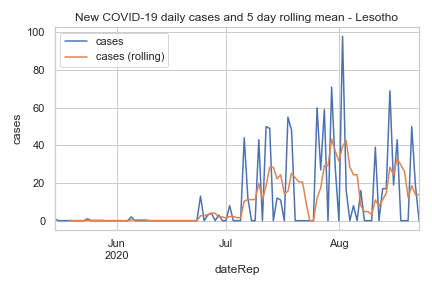 New COVID-19 daily cases and 5 day rolling mean - Lesotho
cases
cases (rolling)
100
80
60
40
20
0
cases
Jun
2020
Jul
Aug
dateRep